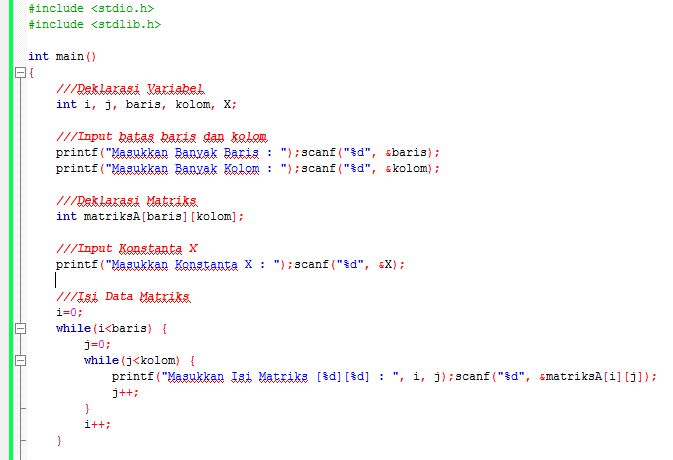 #include <stdio.h>
#include <stdlib.h>
int main()
{
///Deklarasi Variabel
int i, j, baris, kolom, X;
///Input batas baris dan kolom
printf("Masukkan Banyak Baris : ");scanf("%d", &baris);
printf("Masukkan Banyak Kolom : ");scanf("%d", &kolom);
///Deklarasi Matriks
int matriksA[baris][kolom];
///Input Konstanta X
printf("Masukkan Konstanta X : ");scanf("%d", &X);
///Isi Data Matriks
i=0;
while(i<baris) {
j=0;
while(j<kolom) {
printf("Masukkan Isi Matriks [%d][%d] : ", i, j);scanf("%d", &matriksA[i][j]);
j++;
}
i++;
}